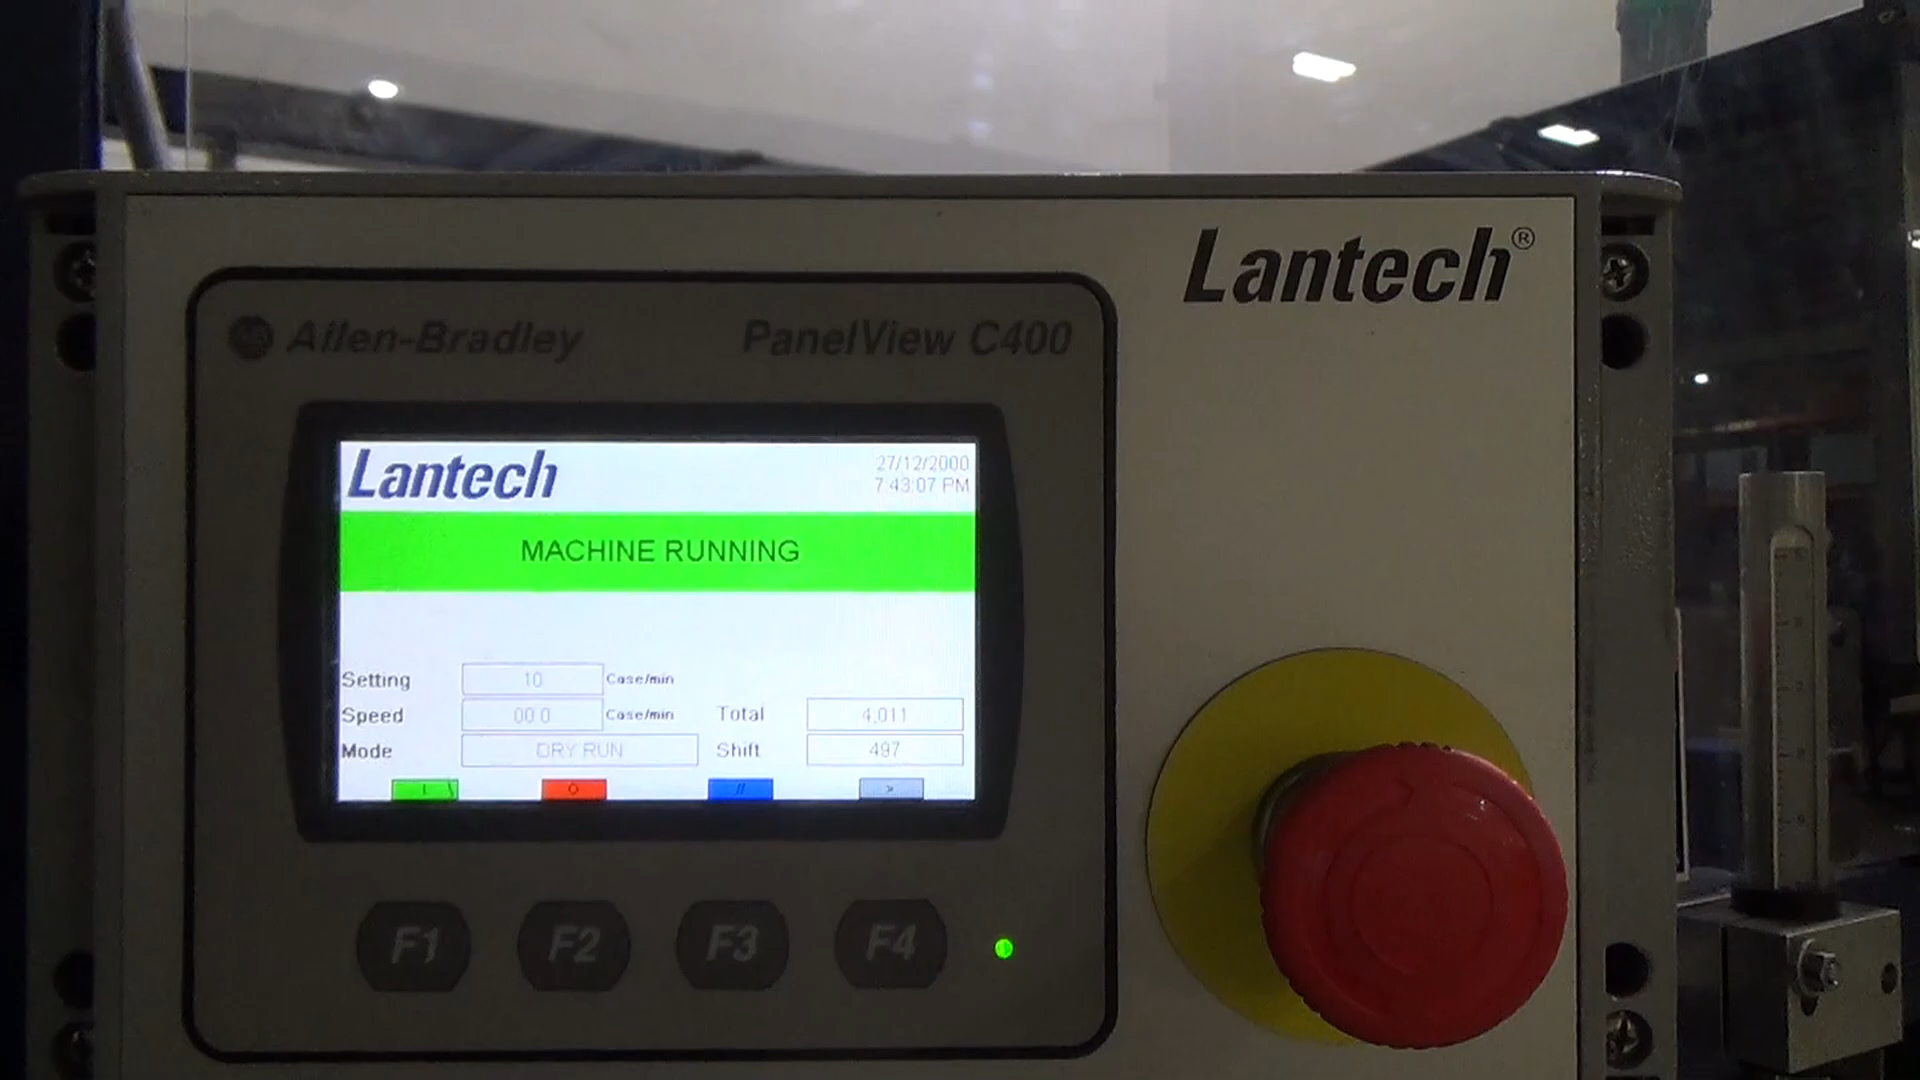 Lantech®
Allen-Bradley PanelView C400
Lantech
27/12/2000
7:43:07 PM
MACHINE RUNNING
Setting 10 Case/min
Speed 00.0 Case/min Total 4,011
Mode DRY RUN Shift 497
I O // >
F1 F2 F3 F4